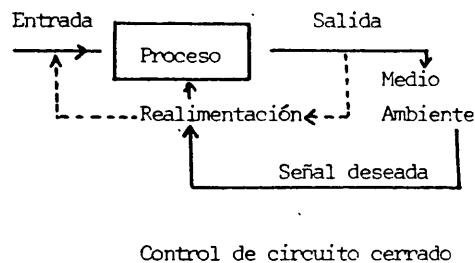 Entrada
Salida
Proceso
Medio
Realimentación
Ambiente
Señal deseada
Control de circuito cerrado